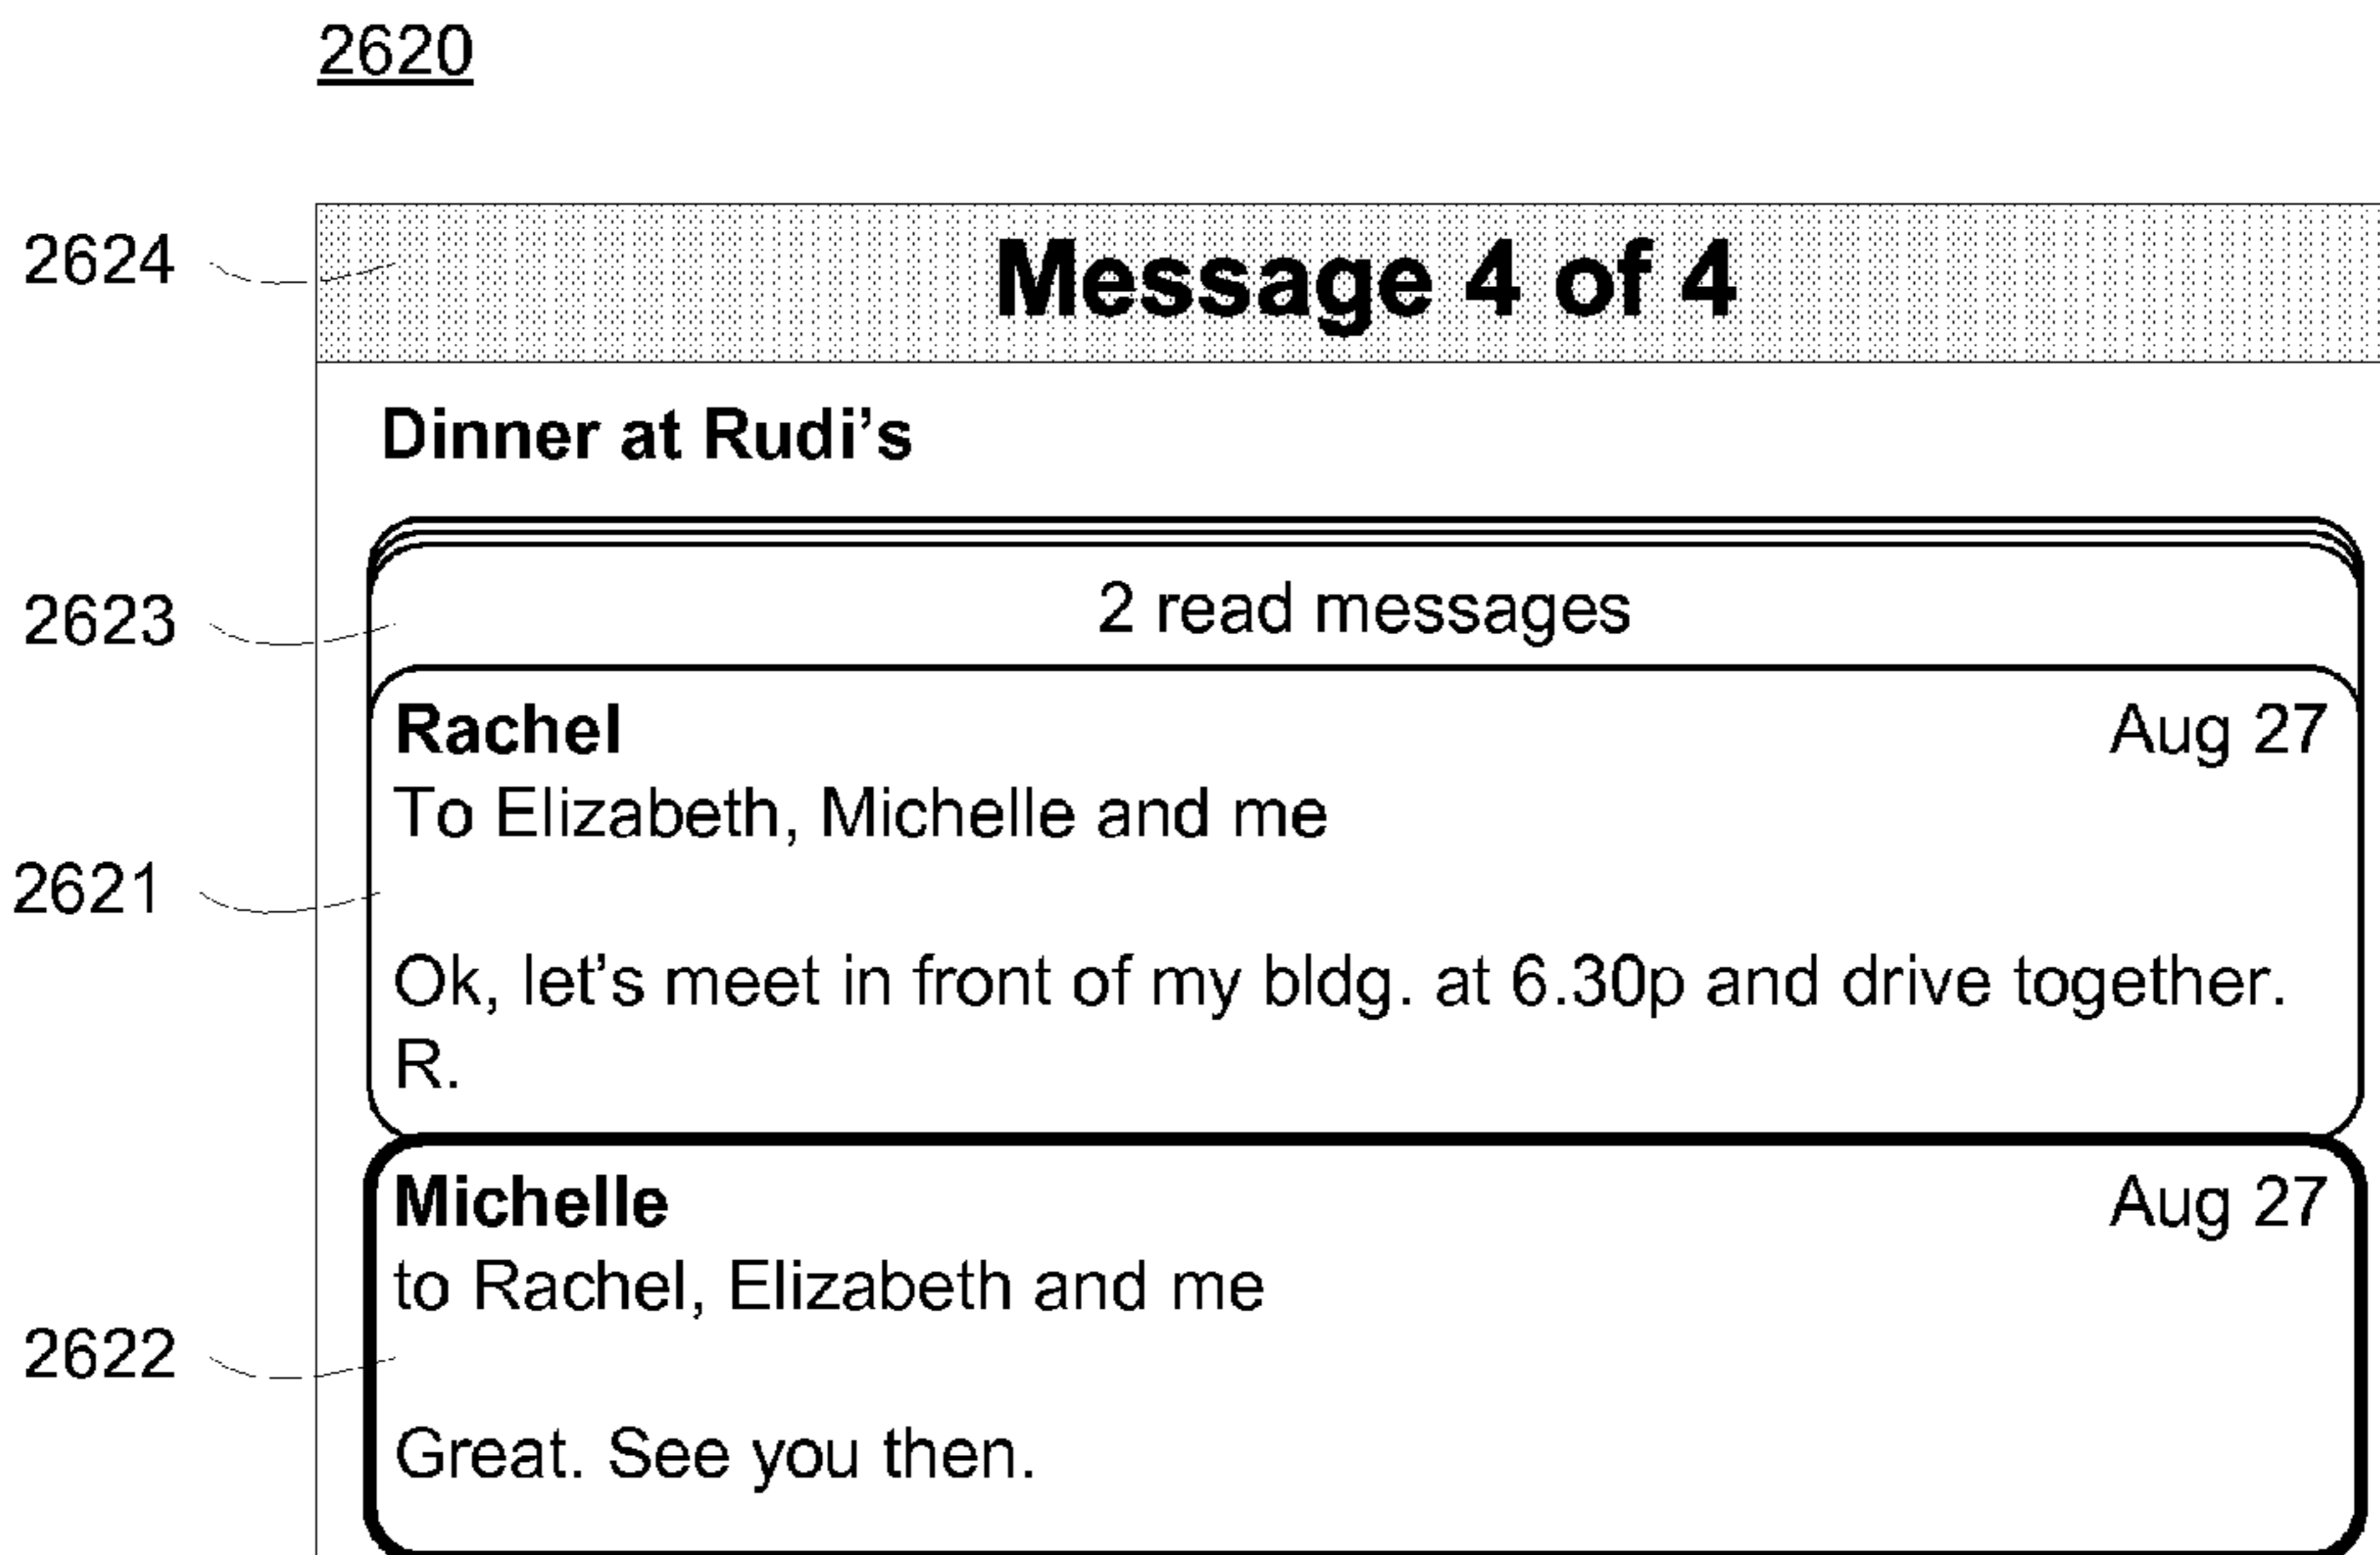 2620
2624
Message 4 of 4
Dinner at Rudi's
2623
2 read messages
Rachel Aug 27
To Elizabeth, Michelle and me
2621
Ok, let's meet in front of my bldg. at 6.30p and drive together.
R.
Michelle Aug 27
to Rachel, Elizabeth and me
2622
Great. See you then.